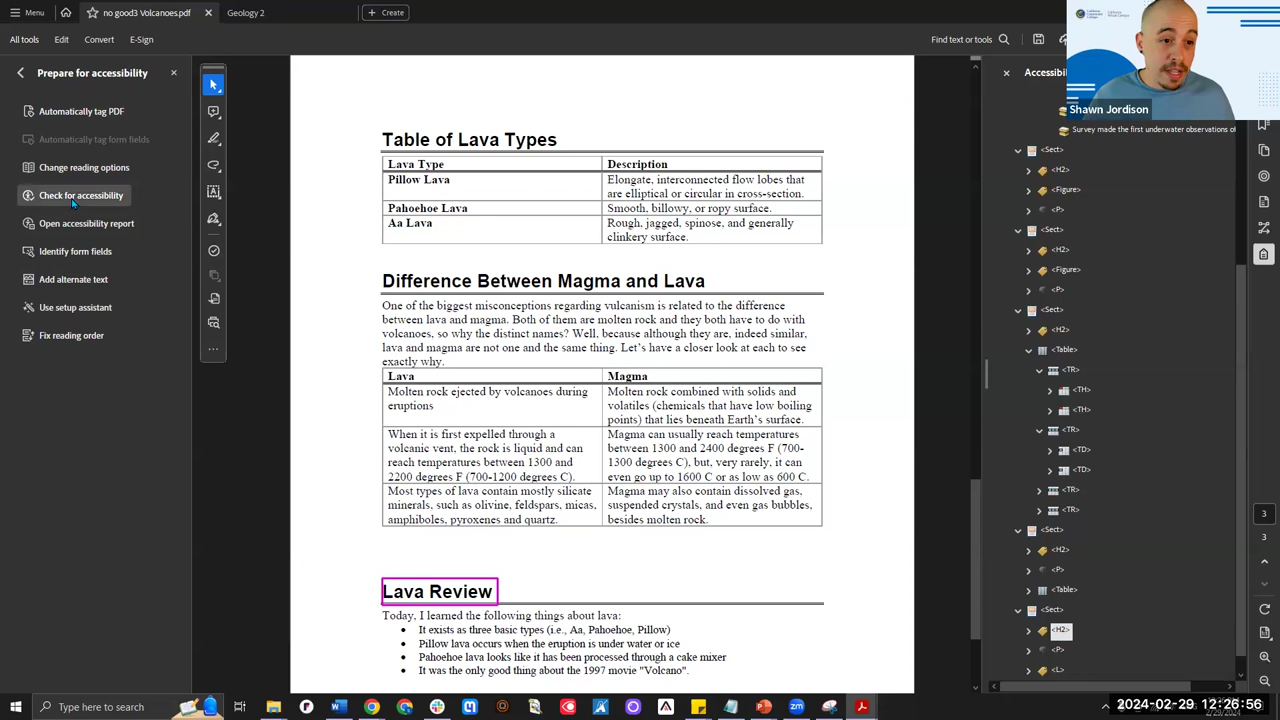 Menu
no good3 Volcanoes.pdf
Geology 2
Create
All tools
Edit
Convert
E-Sign
Find text or tools
Prepare for accessibility
Automatically tag PDF
Automatically tag form fields
Change reading options
Check for accessibility
accessibility report
Identify form fields
Add alternate text
Use setup assistant
Fix reading order
Table of Lava Types
Lava Type Description
Pillow Lava Elongate, interconnected flow lobes that
are elliptical or circular in cross-section.
Pahoehoe Lava Smooth, billowy, or ropy surface.
Aa Lava Rough, jagged, spinose, and generally
clinkery surface.
Difference Between Magma and Lava
One of the biggest misconceptions regarding vulcanism is related to the difference
between lava and magma. Both of them are molten rock and they both have to do with
volcanoes, so why the distinct names? Well, because although they are, indeed similar,
lava and magma are not one and the same thing. Let's have a closer look at each to see
exactly why.
Lava Magma
Molten rock ejected by volcanoes during
eruptions
Molten rock combined with solids and
volatiles (chemicals that have low boiling
points) that lies beneath Earth's surface.
When it is first expelled through a
volcanic vent, the rock is liquid and can
reach temperatures between 1300 and
2200 degrees F (700-1200 degrees C).
Magma can usually reach temperatures
between 1300 and 2400 degrees F (700-
1300 degrees C), but, very rarely, it can
even go up to 1600 C or as low as 600 C.
Most types of lava contain mostly silicate
minerals, such as olivine, feldspars, micas,
amphiboles, pyroxenes and quartz.
Magma may also contain dissolved gas,
suspended crystals, and even gas bubbles,
besides molten rock.
Lava Review
Today, I learned the following things about lava:
• It exists as three basic types (i.e., Aa, Pahoehoe, Pillow)
• Pillow lava occurs when the eruption is under water or ice
• Pahoehoe lava looks like it has been processed through a cake mixer
• It was the only good thing about the 1997 movie "Volcano".
Accessibi
Shawn Jordison
Survey made the first underwater observations of
<Sect>
<H2>
<Figure>
<P>
<Sect>
<H2>
<Figure>
<P>
<Sect>
<H2>
<Table>
<TR>
<TH>
<TH>
<TR>
<TD>
<TD>
<TR>
<TR>
<Sect>
<H2>
<P>
<Table>
<Sect>
<H2>
<P>
<L>
3
3
Type here to search
2024-02-29 12:26:56